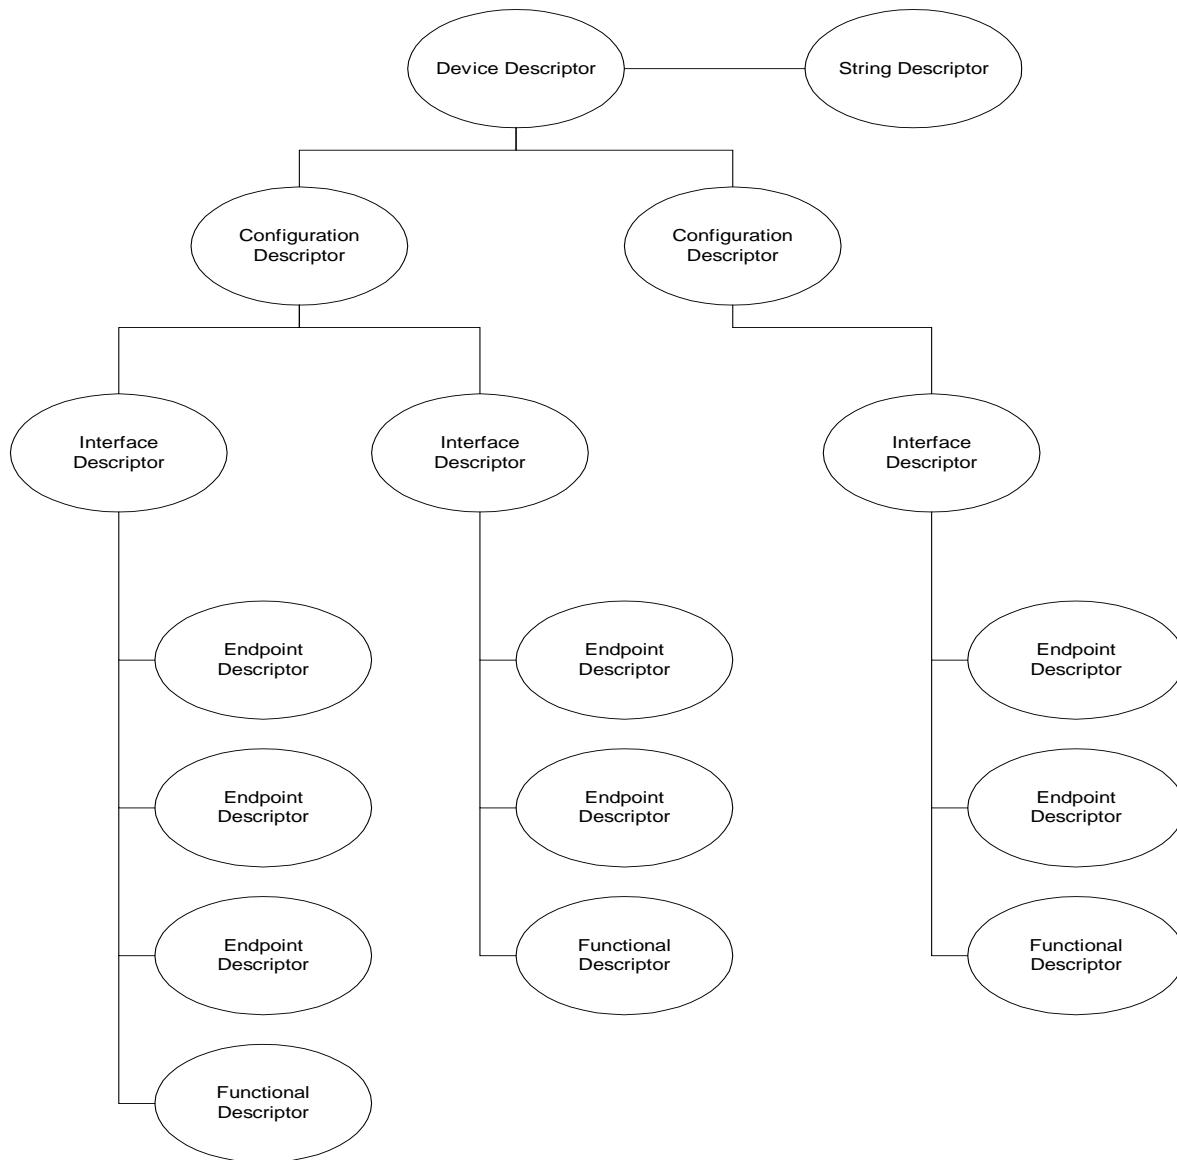 Device Descriptor
String Descriptor
Configuration
Descriptor
Configuration
Descriptor
Interface
Descriptor
Interface
Descriptor
Interface
Descriptor
Endpoint
Descriptor
Endpoint
Descriptor
Endpoint
Descriptor
Endpoint
Descriptor
Endpoint
Descriptor
Endpoint
Descriptor
Endpoint
Descriptor
Functional
Descriptor
Functional
Descriptor
Functional
Descriptor